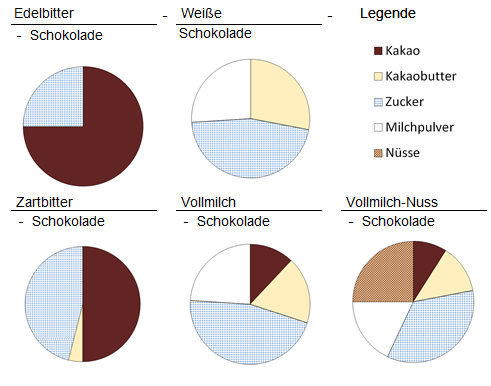 Edelbitter
- Schokolade
- Weiße
Schokolade
- Legende
Kakao
Kakaobutter
Zucker
Milchpulver
Nüsse
Zartbitter
- Schokolade
Vollmilch
- Schokolade
Vollmilch-Nuss
- Schokolade